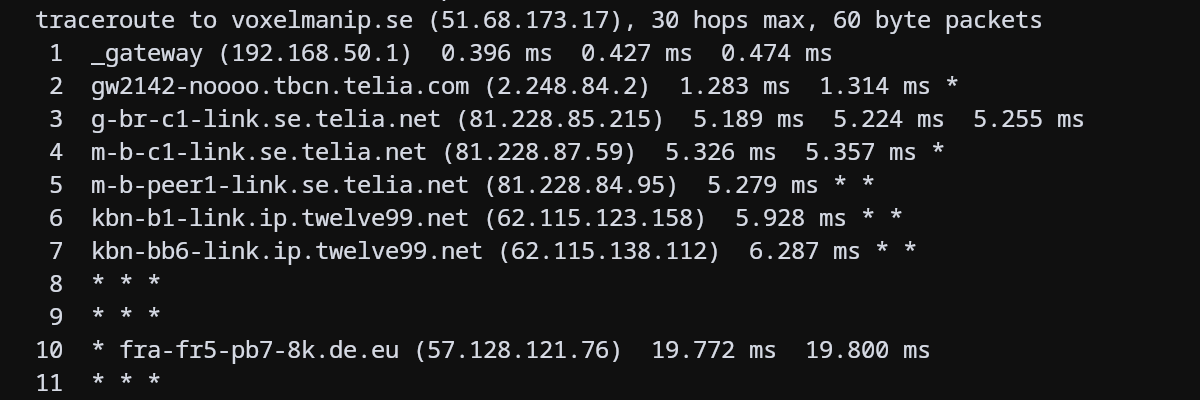 traceroute to voxelmanip.se (51.68.173.17), 30 hops max, 60 byte packets
 1  _gateway (192.168.50.1)  0.396 ms  0.427 ms  0.474 ms
 2  gw2142-noooo.tbcn.telia.com (2.248.84.2)  1.283 ms  1.314 ms *
 3  g-br-c1-link.se.telia.net (81.228.85.215)  5.189 ms  5.224 ms  5.255 ms
 4  m-b-c1-link.se.telia.net (81.228.87.59)  5.326 ms  5.357 ms *
 5  m-b-peer1-link.se.telia.net (81.228.84.95)  5.279 ms * *
 6  kbn-b1-link.ip.twelve99.net (62.115.123.158)  5.928 ms * *
 7  kbn-bb6-link.ip.twelve99.net (62.115.138.112)  6.287 ms * *
 8  * * *
 9  * * *
10  * fra-fr5-pb7-8k.de.eu (57.128.121.76)  19.772 ms  19.800 ms
11  * * *